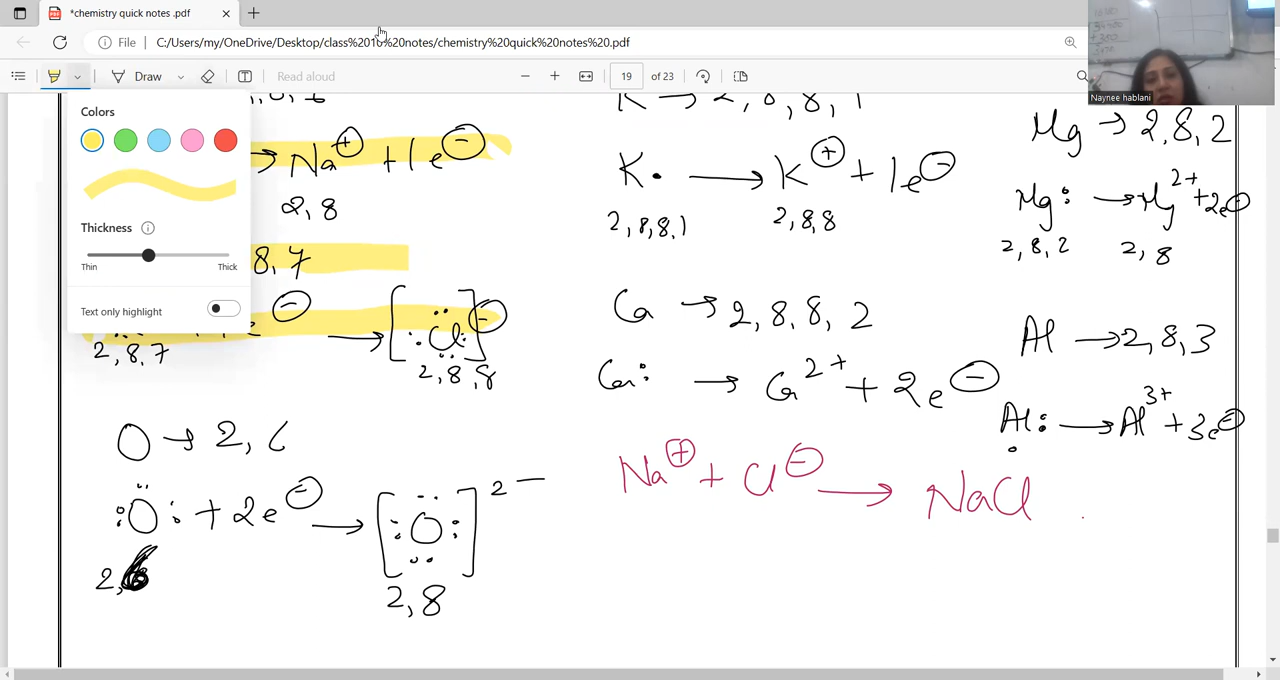 *chemistry quick notes .pdf
File C:/Users/my/OneDrive/Desktop/class%2010%20notes/chemistry%20quick%20notes%20.pdf
Draw
Read aloud
19 of 23
Naynee hablani
Colors
Thickness
Thin Thick
Text only highlight
→ Na⊕ + 1e⊖
2, 8
8, 7
e⊖ → [Cl]⊖
2, 8, 7
2, 8, 8
O → 2, 6
O + 2e⊖ → [O]2-
2, 6
2, 8
K → 2, 8, 8, 1
K· → K⊕ + 1e⊖
2, 8, 8, 1
2, 8, 8
Ca → 2, 8, 8, 2
Ca: → Ca2+ + 2e⊖
Na⊕ + Cl⊖ → NaCl
Mg → 2, 8, 2
Mg: → Mg2+ + 2e⊖
2, 8, 2
2, 8
Al → 2, 8, 3
Al: → Al3+ + 3e⊖